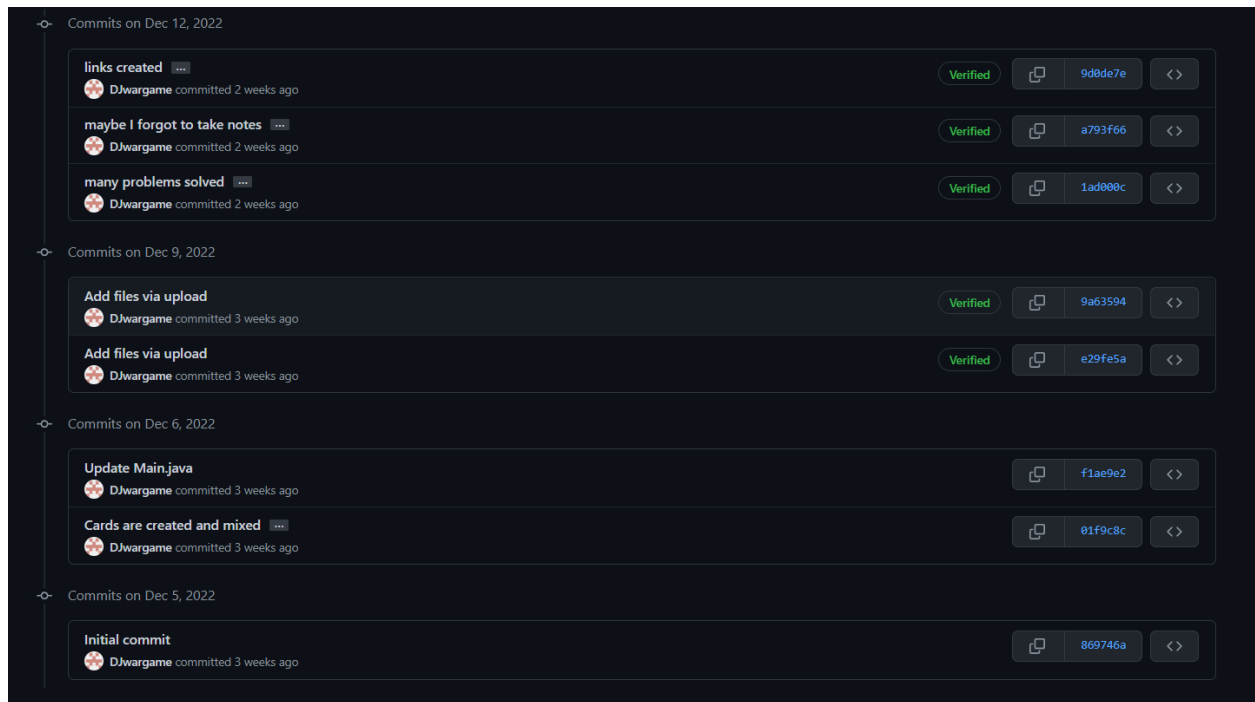 Commits on Dec 12, 2022
links created ...
DJwargame committed 2 weeks ago
Verified 9d0de7e
maybe I forgot to take notes ...
DJwargame committed 2 weeks ago
Verified a793f66
many problems solved ...
DJwargame committed 2 weeks ago
Verified 1ad000c
Commits on Dec 9, 2022
Add files via upload
DJwargame committed 3 weeks ago
Verified 9a63594
Add files via upload
DJwargame committed 3 weeks ago
Verified e29fe5a
Commits on Dec 6, 2022
Update Main.java
DJwargame committed 3 weeks ago
f1ae9e2
Cards are created and mixed ...
DJwargame committed 3 weeks ago
01f9c8c
Commits on Dec 5, 2022
Initial commit
DJwargame committed 3 weeks ago
869746a